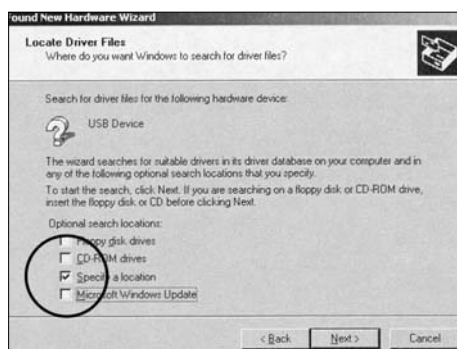 Found New Hardware Wizard
Locate Driver Files
Where do you want Windows to search for driver files?
Search for driver files for the following hardware device:
USB Device
The wizard searches for suitable drivers in its driver database on your computer and in
any of the following optional search locations that you specify.
To start the search, click Next. If you are searching on a floppy disk or CD-ROM drive,
insert the floppy disk or CD before clicking Next.
Optional search locations:
Floppy disk drives
CD-ROM drives
Specify a location
Microsoft Windows Update
< Back Next > Cancel